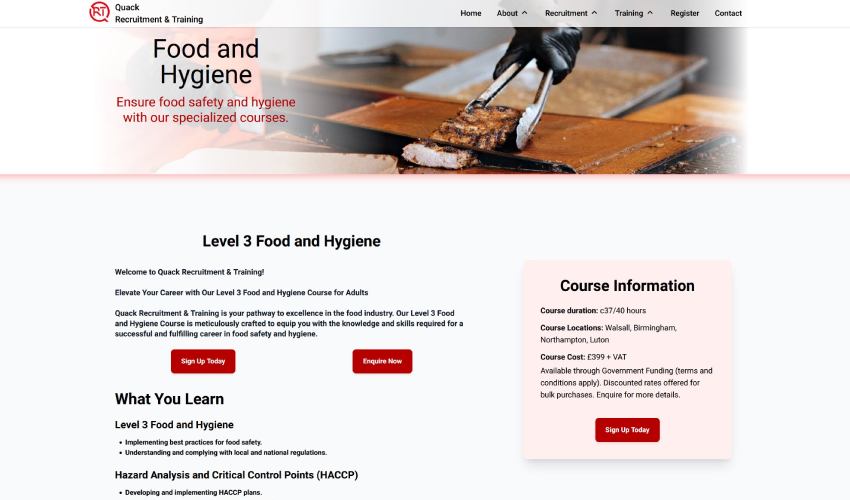 RT
Quack
Recruitment & Training
Home About Recruitment Training Register Contact
Food and
Hygiene
Ensure food safety and hygiene
with our specialized courses.
Level 3 Food and Hygiene
Welcome to Quack Recruitment & Training!
Elevate Your Career with Our Level 3 Food and Hygiene Course for Adults
Quack Recruitment & Training is your pathway to excellence in the food industry. Our Level 3 Food
and Hygiene Course is meticulously crafted to equip you with the knowledge and skills required for a
successful and fulfilling career in food safety and hygiene.
Sign Up Today Enquire Now
What You Learn
Level 3 Food and Hygiene
• Implementing best practices for food safety.
• Understanding and complying with local and national regulations.
Hazard Analysis and Critical Control Points (HACCP)
• Developing and implementing HACCP plans.
Course Information
Course duration: c37/40 hours
Course Locations: Walsall, Birmingham,
Northampton, Luton
Course Cost: £399 + VAT
Available through Government Funding (terms and
conditions apply). Discounted rates offered for
bulk purchases. Enquire for more details.
Sign Up Today